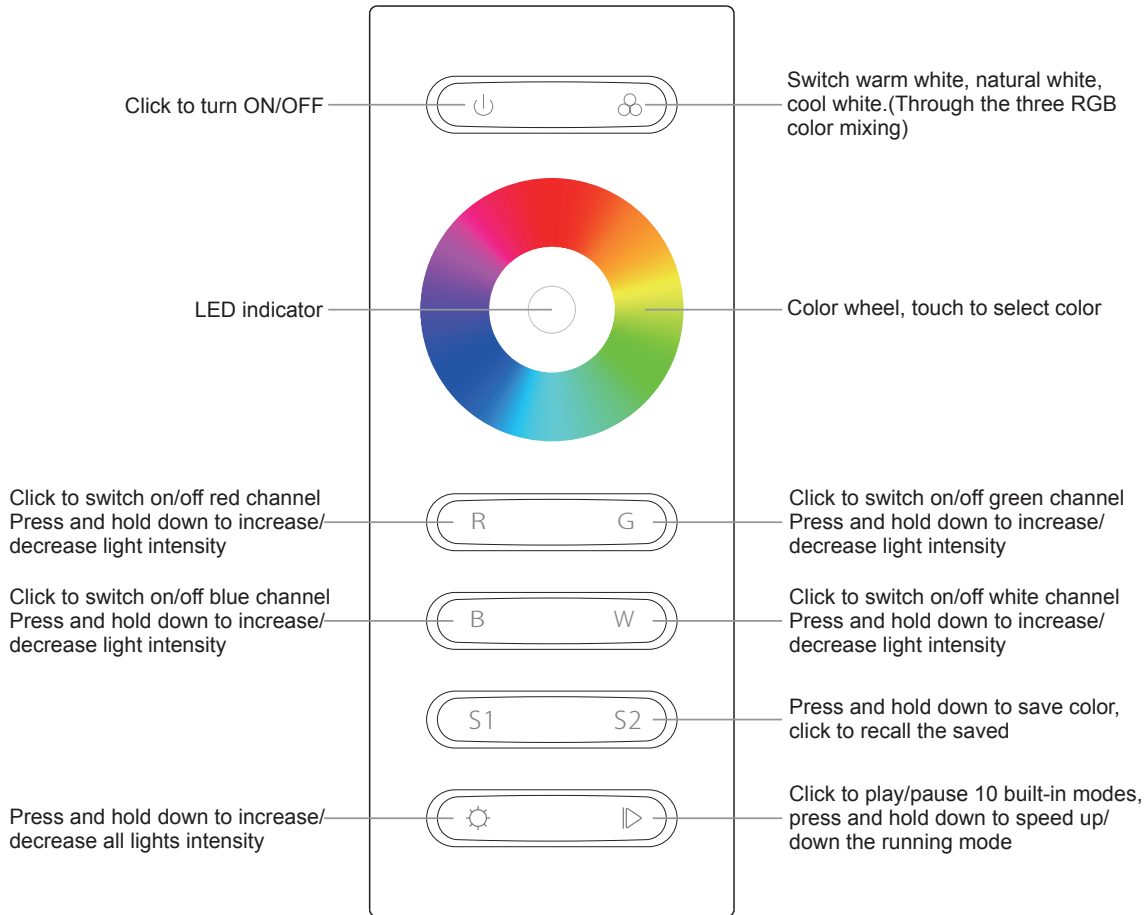 Click to turn ON/OFF
Switch warm white, natural white,
cool white.(Through the three RGB
color mixing)
LED indicator
Color wheel, touch to select color
Click to switch on/off red channel
Press and hold down to increase/
decrease light intensity
R
G
Click to switch on/off green channel
Press and hold down to increase/
decrease light intensity
Click to switch on/off blue channel
Press and hold down to increase/
decrease light intensity
B
W
Click to switch on/off white channel
Press and hold down to increase/
decrease light intensity
S1
S2
Press and hold down to save color,
click to recall the saved
Press and hold down to increase/
decrease all lights intensity
Click to play/pause 10 built-in modes,
press and hold down to speed up/
down the running mode